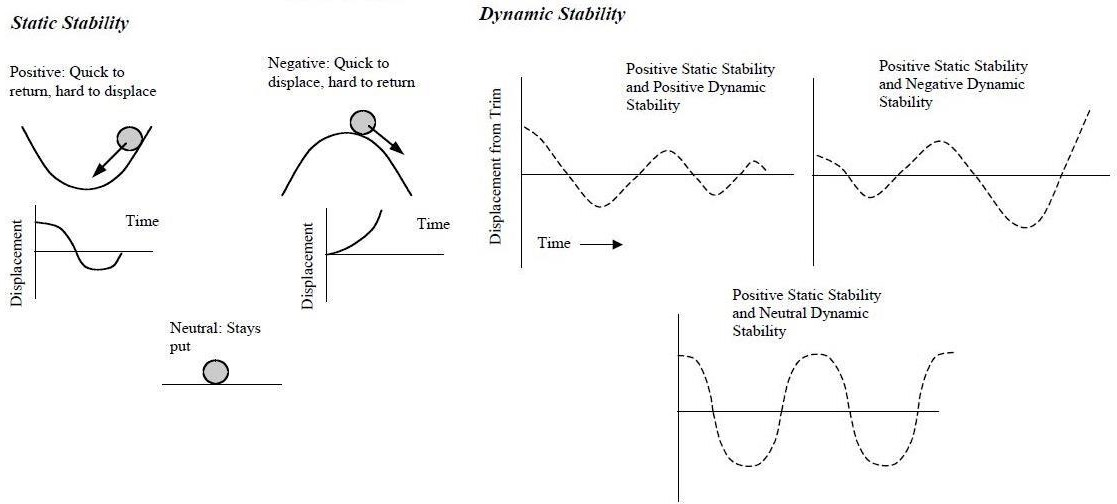 Static Stability
Positive: Quick to
return, hard to displace
Negative: Quick to
displace, hard to return
Displacement
Time
Displacement
Time
Neutral: Stays
put
Dynamic Stability
Displacement from Trim
Positive Static Stability
and Positive Dynamic
Stability
Time
Positive Static Stability
and Negative Dynamic
Stability
Positive Static Stability
and Neutral Dynamic
Stability